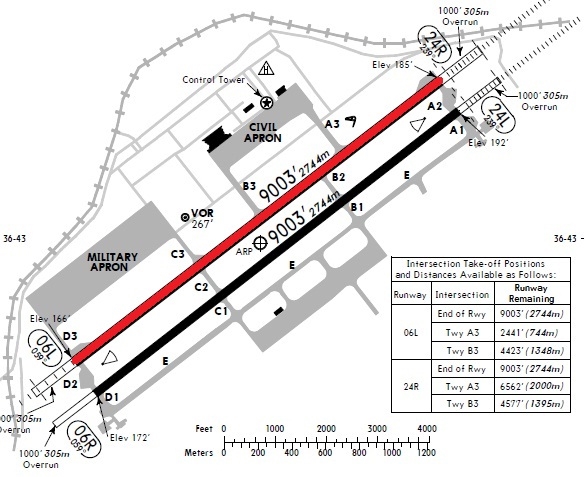 1000' 305m
Overrun
24R
239°
Elev 185'
Control Tower
H
1000' 305m
Overrun
24L
239°
A2
A1
Elev 192'
A3
CIVIL
APRON
9003' 2744m
B3
B2
E
B1
VOR
267'
9003' 2744m
ARP
36-43
36-43
MILITARY
APRON
C3
E
C2
C1
Elev 166'
06L
059°
D3
E
D2
D1
00' 305m
Overrun
06R
059°
Elev 172'
1000' 305m
Overrun
Intersection Take-off Positions
and Distances Available as Follows:
Runway Intersection Runway Remaining
06L End of Rwy 9003' (2744m)
Twy A3 2441' (744m)
Twy B3 4423' (1348m)
24R End of Rwy 9003' (2744m)
Twy A3 6562' (2000m)
Twy B3 4577' (1395m)
Feet 0 1000 2000 3000 4000
Meters 0 200 400 600 800 1000 1200